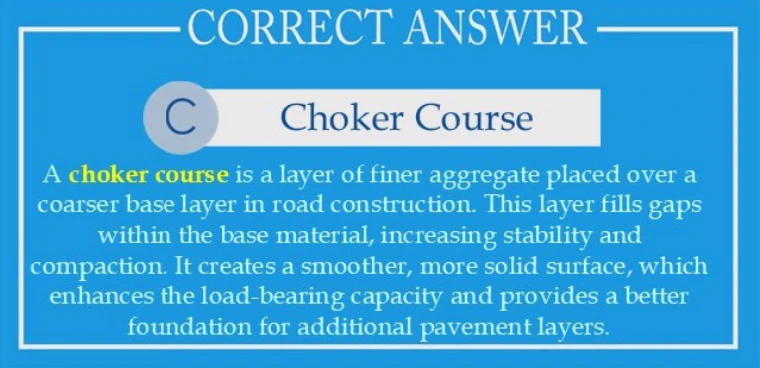 CORRECT ANSWER
C
Choker Course
A choker course is a layer of finer aggregate placed over a
coarser base layer in road construction. This layer fills gaps
within the base material, increasing stability and
compaction. It creates a smoother, more solid surface, which
enhances the load-bearing capacity and provides a better
foundation for additional pavement layers.